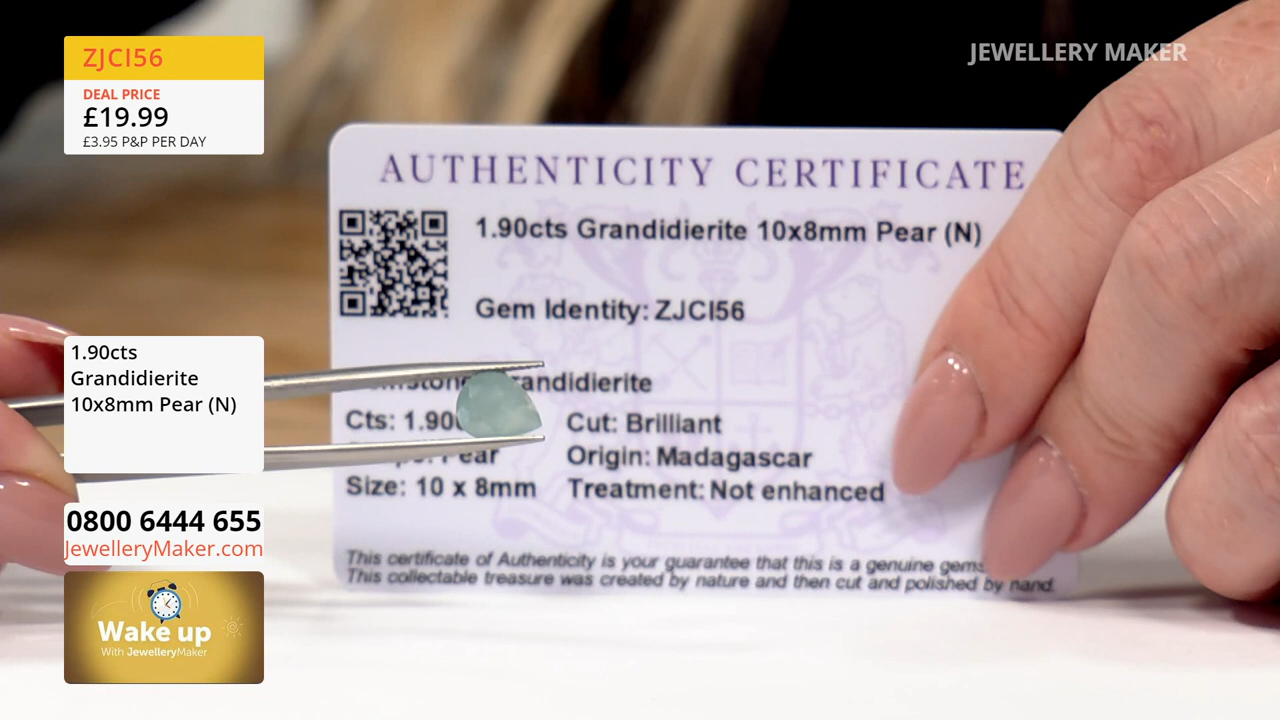 ZJCI56
DEAL PRICE
£19.99
£3.95 P&P PER DAY
JEWELLERY MAKER
AUTHENTICITY CERTIFICATE
1.90cts Grandidierite 10x8mm Pear (N)
Gem Identity: ZJCI56
1.90cts
Grandidierite
10x8mm Pear (N)
Cts: 1.90
Cut: Brilliant
Pear
Origin: Madagascar
Size: 10 x 8mm
Treatment: Not enhanced
This certificate of Authenticity is your guarantee that this is a genuine
This collectable treasure was created by nature and then cut and polished by hand.
0800 6444 655
JewelleryMaker.com
Wake up
With JewelleryMaker